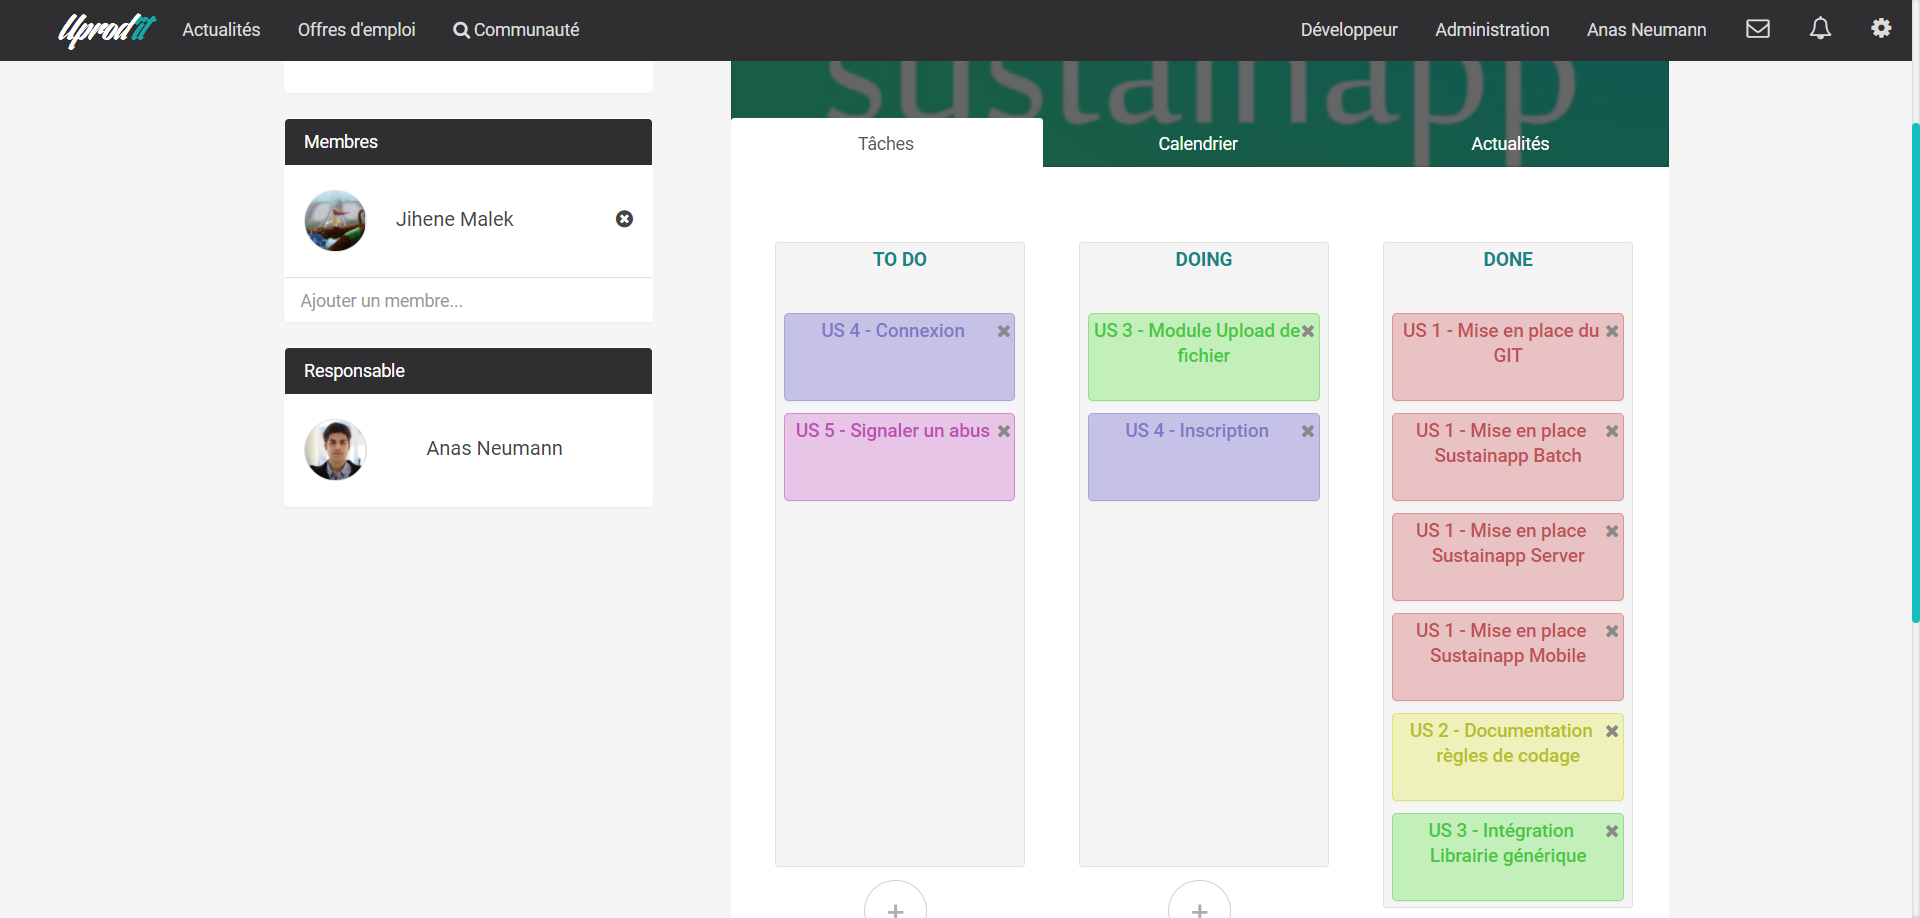 Uprodit
Actualités
Offres d'emploi
Communauté
Développeur
Administration
Anas Neumann
sustainapp
Membres
Jihene Malek
Ajouter un membre...
Responsable
Anas Neumann
Tâches
Calendrier
Actualités
TO DO
US 4 - Connexion
US 5 - Signaler un abus
DOING
US 3 - Module Upload de
fichier
US 4 - Inscription
DONE
US 1 - Mise en place du
GIT
US 1 - Mise en place
Sustainapp Batch
US 1 - Mise en place
Sustainapp Server
US 1 - Mise en place
Sustainapp Mobile
US 2 - Documentation
règles de codage
US 3 - Intégration
Librairie générique